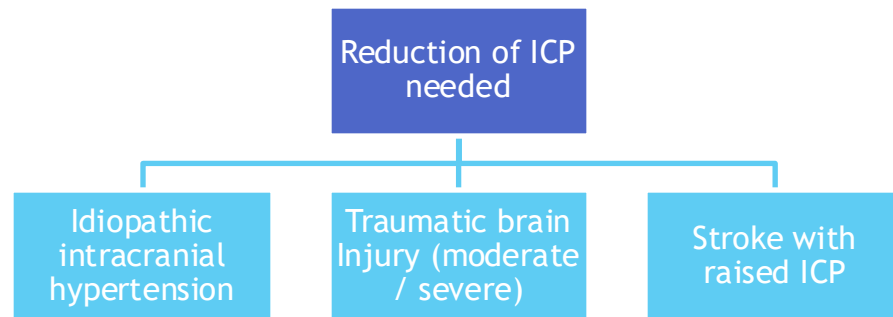 Reduction of ICP
needed
Idiopathic
intracranial
hypertension
Traumatic brain
Injury (moderate
/ severe)
Stroke with
raised ICP